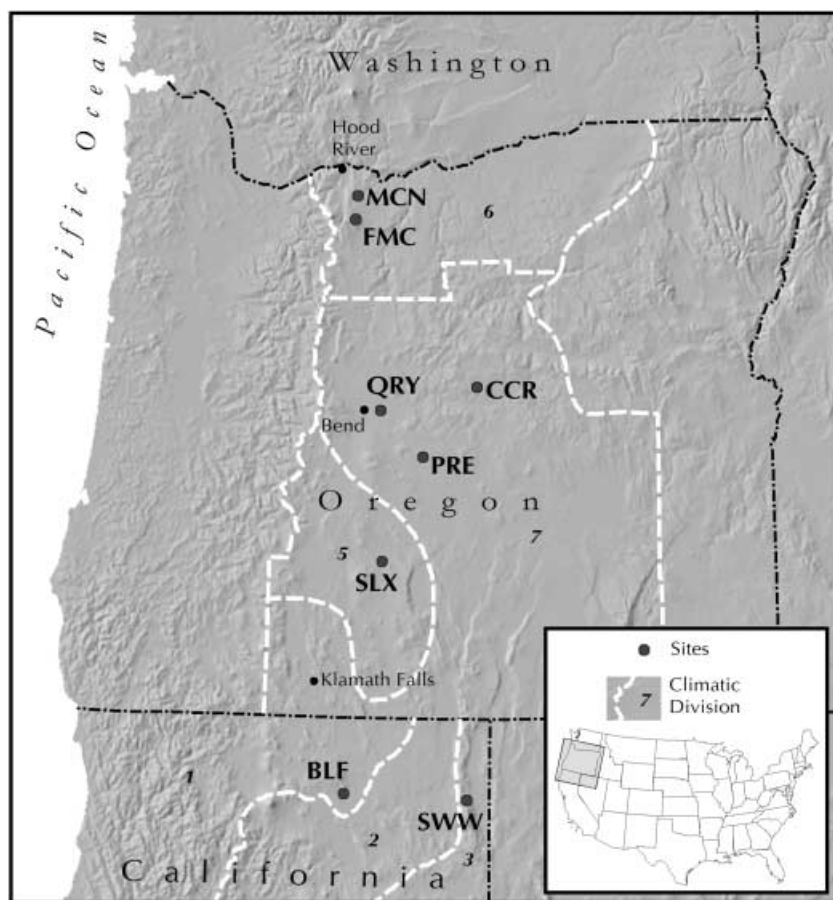 Washington
Pacific Ocean
Hood
River
MCN
FMC
6
QRY
CCR
Bend
PRE
Oregon
5
7
SLX
Klamath Falls
BLF
1
SWW
2
3
California
Sites
7
Climatic
Division